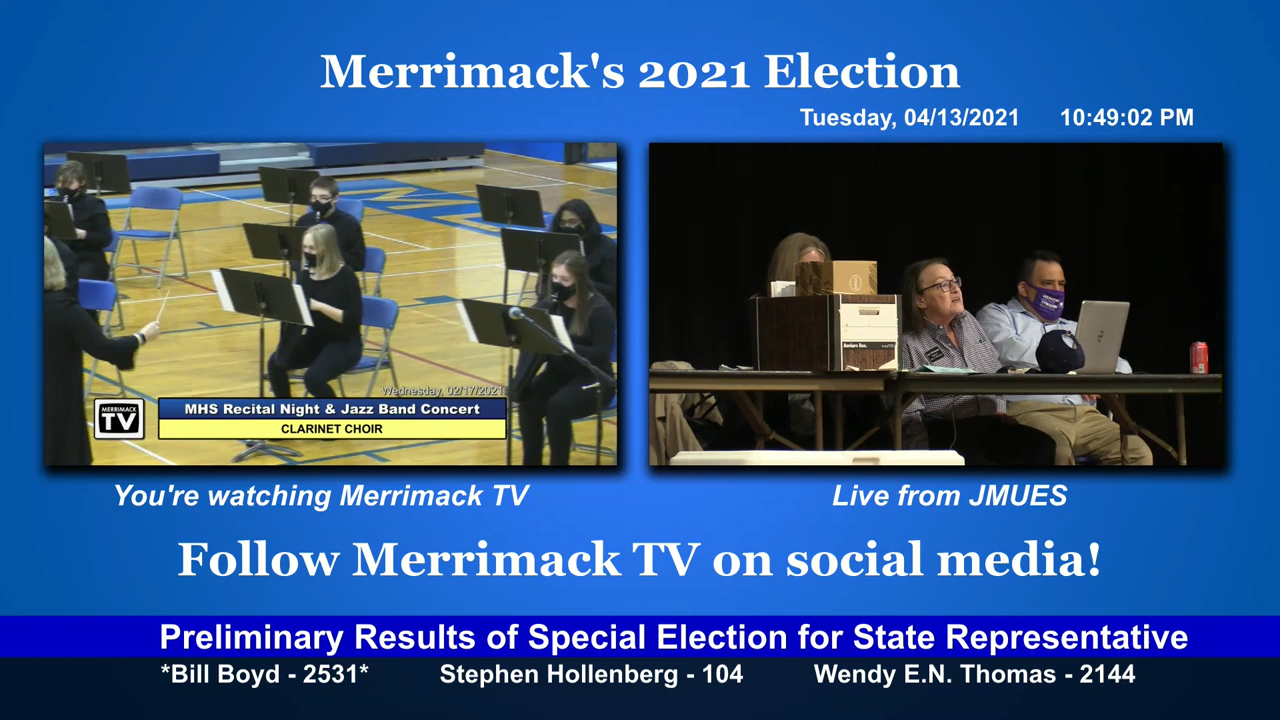 Merrimack's 2021 Election
Tuesday, 04/13/2021 10:49:02 PM
Wednesday, 02/17/2021
MERRIMACK
TV
MHS Recital Night & Jazz Band Concert
CLARINET CHOIR
Bankers Box
You're watching Merrimack TV
Live from JMUES
Follow Merrimack TV on social media!
Preliminary Results of Special Election for State Representative
*Bill Boyd - 2531* Stephen Hollenberg - 104 Wendy E.N. Thomas - 2144